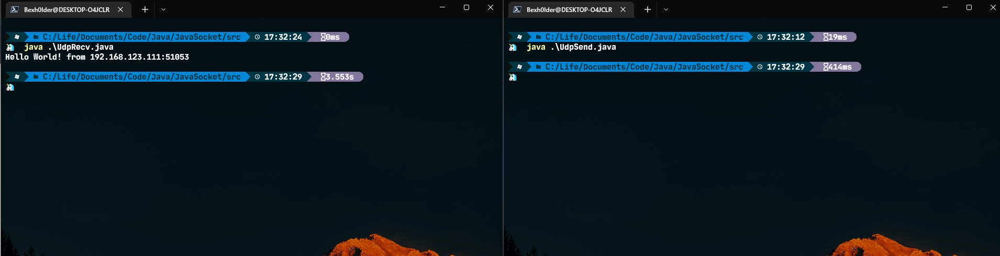 Bexh0lder@DESKTOP-O4JCLR
C:/Life/Documents/Code/Java/JavaSocket/src 17:32:24 0ms
java .\UdpRecv.java
Hello World! from 192.168.123.111:51053
C:/Life/Documents/Code/Java/JavaSocket/src 17:32:29 3.553s
Bexh0lder@DESKTOP-O4JCLR
C:/Life/Documents/Code/Java/JavaSocket/src 17:32:12 19ms
java .\UdpSend.java
C:/Life/Documents/Code/Java/JavaSocket/src 17:32:29 414ms